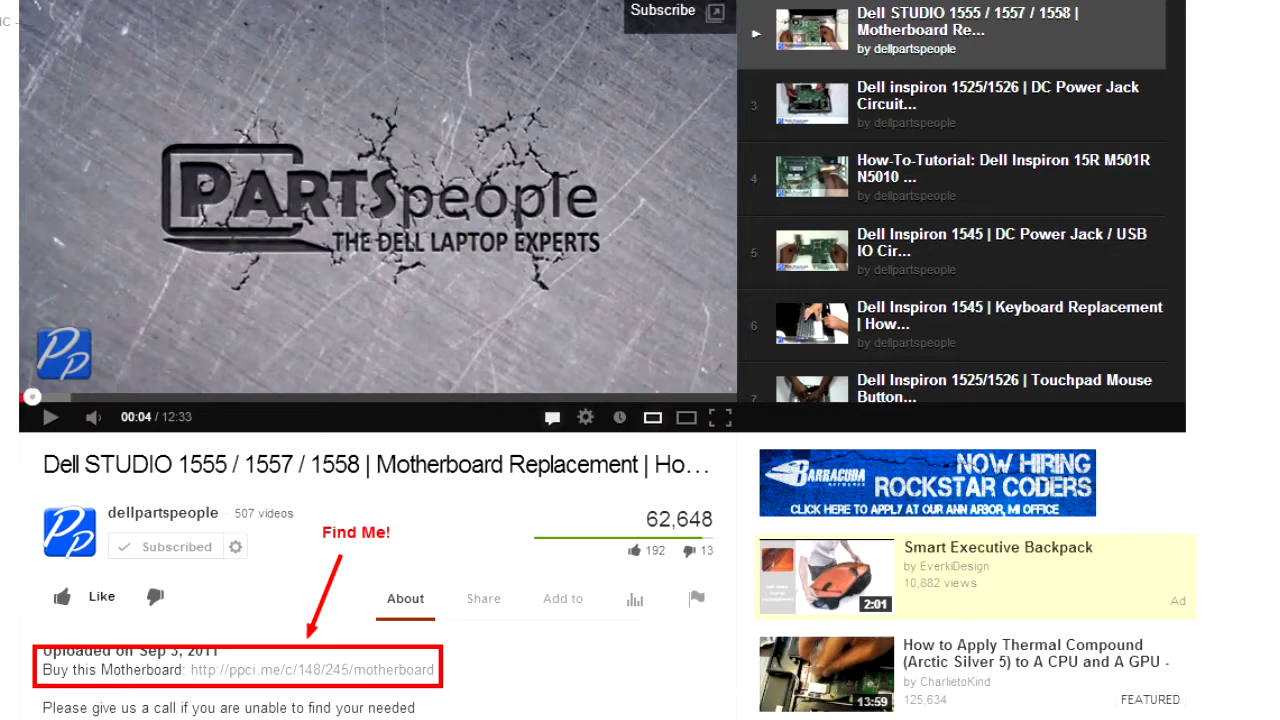 IC -
Subscribe
PARTSpeople
THE DELL LAPTOP EXPERTS
PP
00:04 / 12:33
Dell STUDIO 1555 / 1557 / 1558 |
Motherboard Re...
by dellpartspeople
3
Dell inspiron 1525/1526 | DC Power Jack
Circuit...
by dellpartspeople
4
How-To-Tutorial: Dell Inspiron 15R M501R
N5010 ...
by dellpartspeople
5
Dell Inspiron 1545 | DC Power Jack / USB
IO Cir...
by dellpartspeople
6
Dell Inspiron 1545 | Keyboard Replacement
| How...
by dellpartspeople
7
Dell Inspiron 1525/1526 | Touchpad Mouse
Button...
Dell STUDIO 1555 / 1557 / 1558 | Motherboard Replacement | Ho...
PP
dellpartspeople · 507 videos
Subscribed
Find Me!
62,648
192 13
Like
About Share Add to
Uploaded on Sep 3, 2011
Buy this Motherboard: http://ppci.me/c/148/245/motherboard
Please give us a call if you are unable to find your needed
BARRACUDA
NETWORKS
NOW HIRING
ROCKSTAR CODERS
CLICK HERE TO APPLY AT OUR ANN ARBOR, MI OFFICE
Smart Executive Backpack
by EverkiDesign
10,882 views
Ad
2:01
How to Apply Thermal Compound
(Arctic Silver 5) to A CPU and A GPU -
by CharlietoKind
125,634
FEATURED
13:59